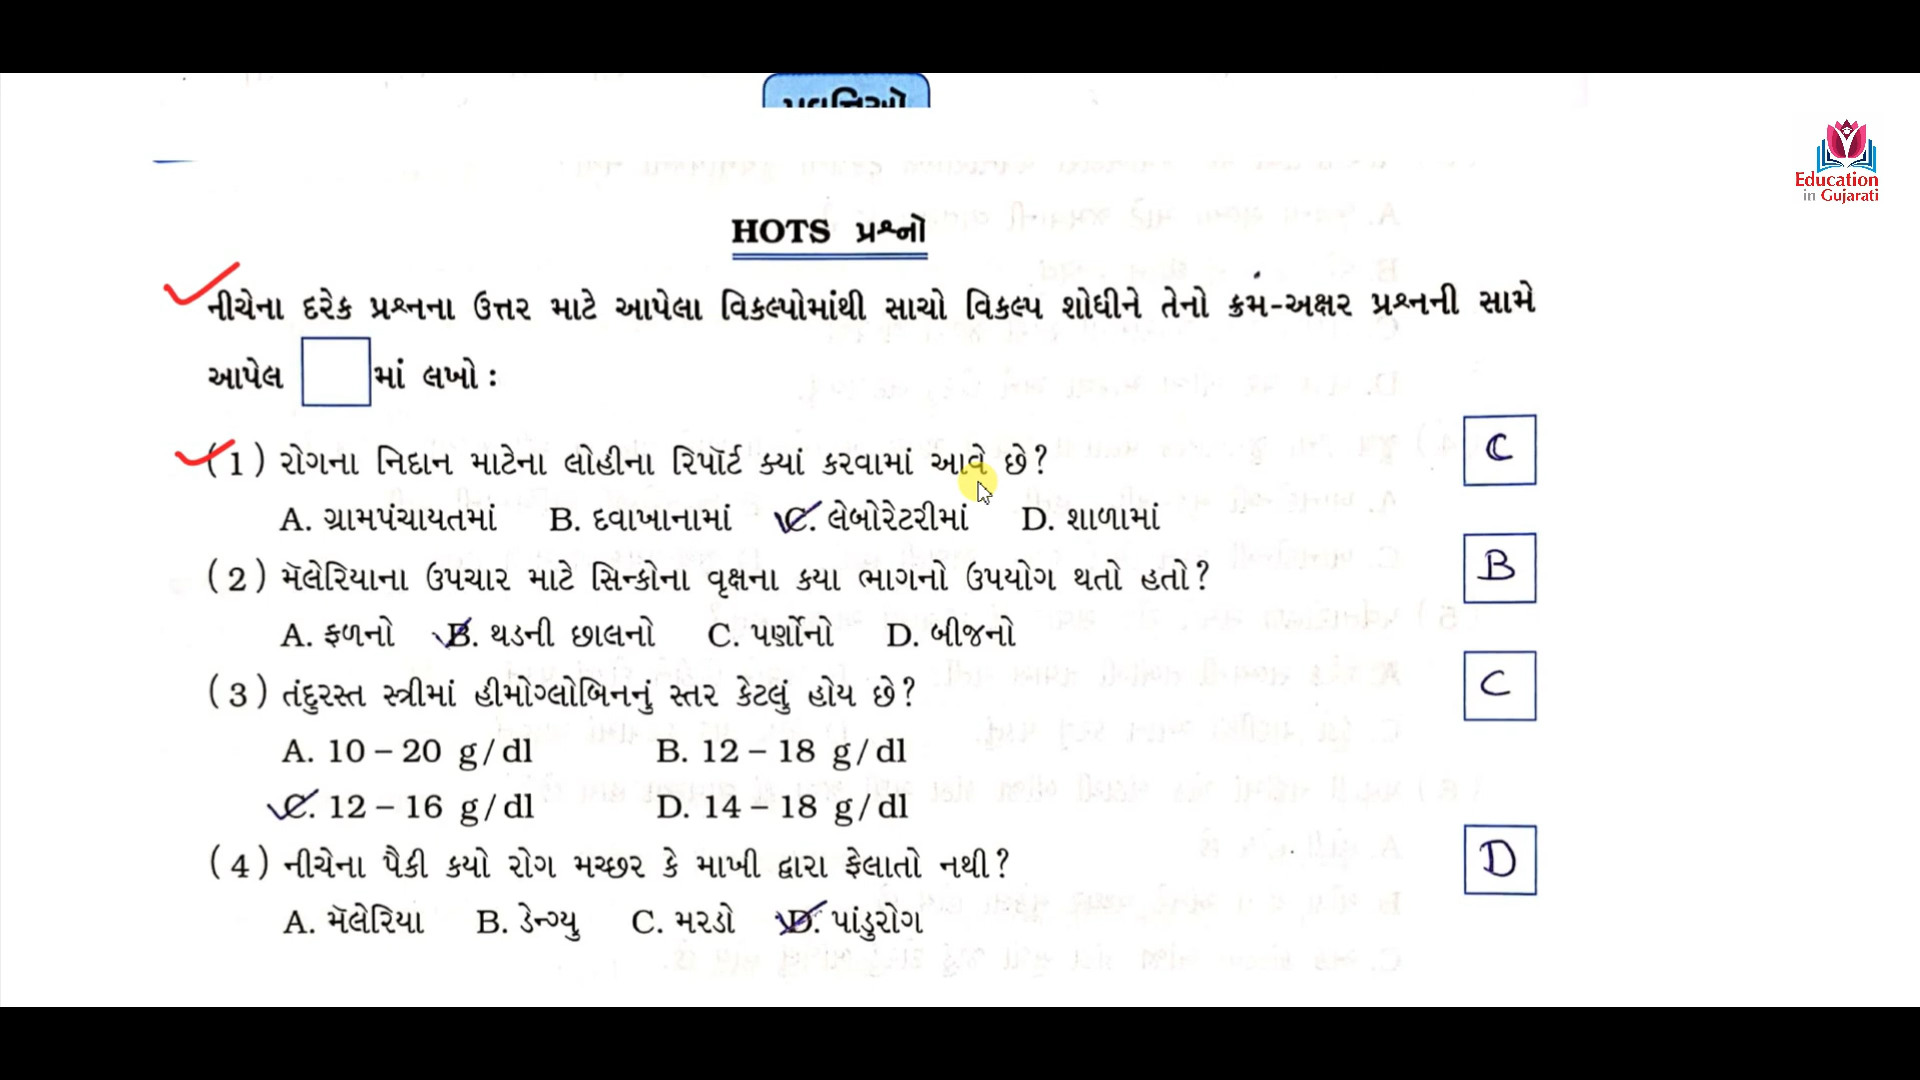 Education
in Gujarati
HOTS પ્રશ્નો
નીચેના દરેક પ્રશ્નના ઉત્તર માટે આપેલા વિકલ્પોમાંથી સાચો વિકલ્પ શોધીને તેનો ક્રમ-અક્ષર પ્રશ્નની સામે
આપેલ માં લખો :
(1) રોગના નિદાન માટેના લોહીના રિપૉર્ટ ક્યાં કરવામાં આવે છે? C
A. ગ્રામપંચાયતમાં B. દવાખાનામાં C. લેબોરેટરીમાં D. શાળામાં
(2) મૅલેરિયાના ઉપચાર માટે સિન્કોના વૃક્ષના કયા ભાગનો ઉપયોગ થતો હતો? B
A. ફળનો B. થડની છાલનો C. પર્ણોનો D. બીજનો
(3) તંદુરસ્ત સ્ત્રીમાં હીમોગ્લોબિનનું સ્તર કેટલું હોય છે? C
A. 10 – 20 g/dl B. 12 – 18 g/dl
C. 12 – 16 g/dl D. 14 – 18 g/dl
(4) નીચેના પૈકી કયો રોગ મચ્છર કે માખી દ્વારા ફેલાતો નથી? D
A. મૅલેરિયા B. ડેન્ગ્યુ C. મરડો D. પાંડુરોગ